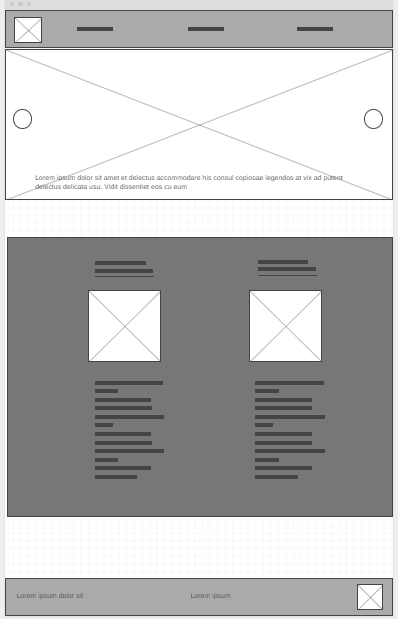 Lorem ipsum dolor sit amet et delectus accommodare his consul copiosae legendos at vix ad putent
delectus delicata usu. Vidit dissentiet eos cu eum
Lorem ipsum dolor sit
Lorem ipsum